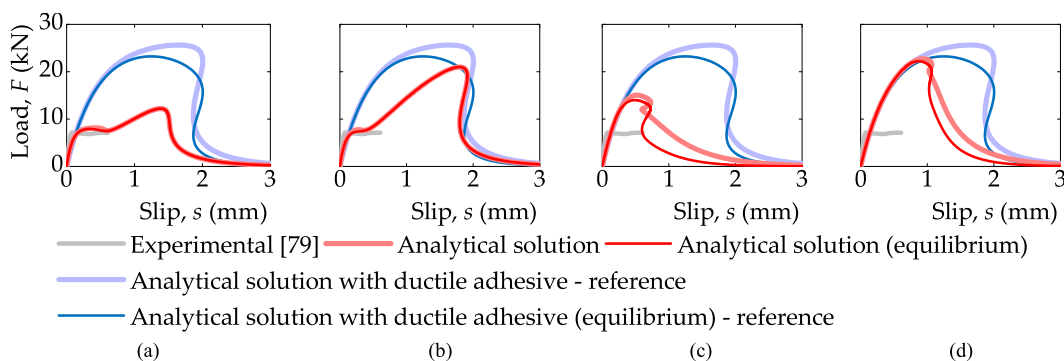 Load, F (kN)
30
20
10
0
0 1 2 3
0 1 2 3
0 1 2 3
0 1 2 3
Slip, s (mm)
Slip, s (mm)
Slip, s (mm)
Slip, s (mm)
Experimental [79]
Analytical solution
Analytical solution (equilibrium)
Analytical solution with ductile adhesive - reference
Analytical solution with ductile adhesive (equilibrium) - reference
(a)
(b)
(c)
(d)